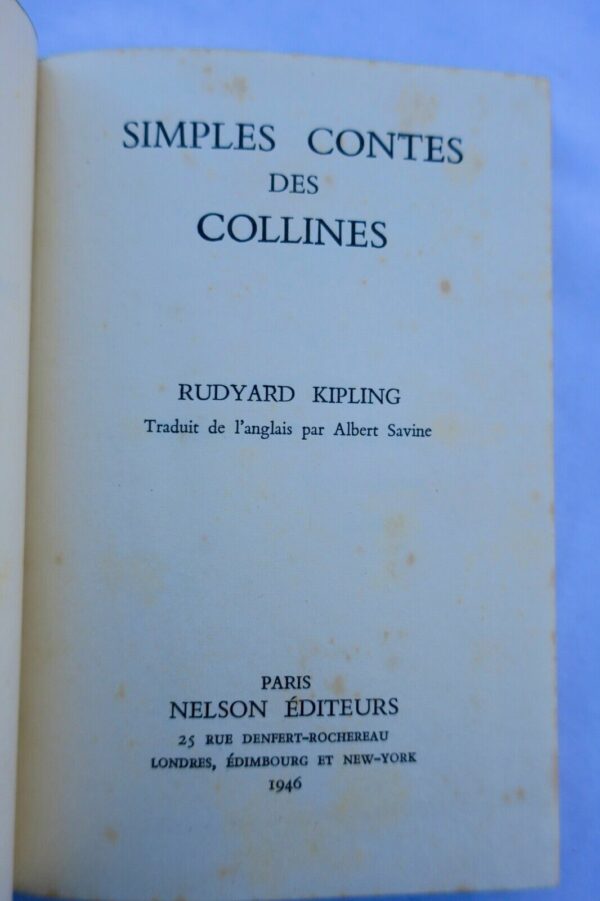 SIMPLES CONTES
DES
COLLINES
RUDYARD KIPLING
Traduit de l'anglais par Albert Savine
PARIS
NELSON ÉDITEURS
25 RUE DENFERT-ROCHEREAU
LONDRES, ÉDIMBOURG ET NEW-YORK
1946